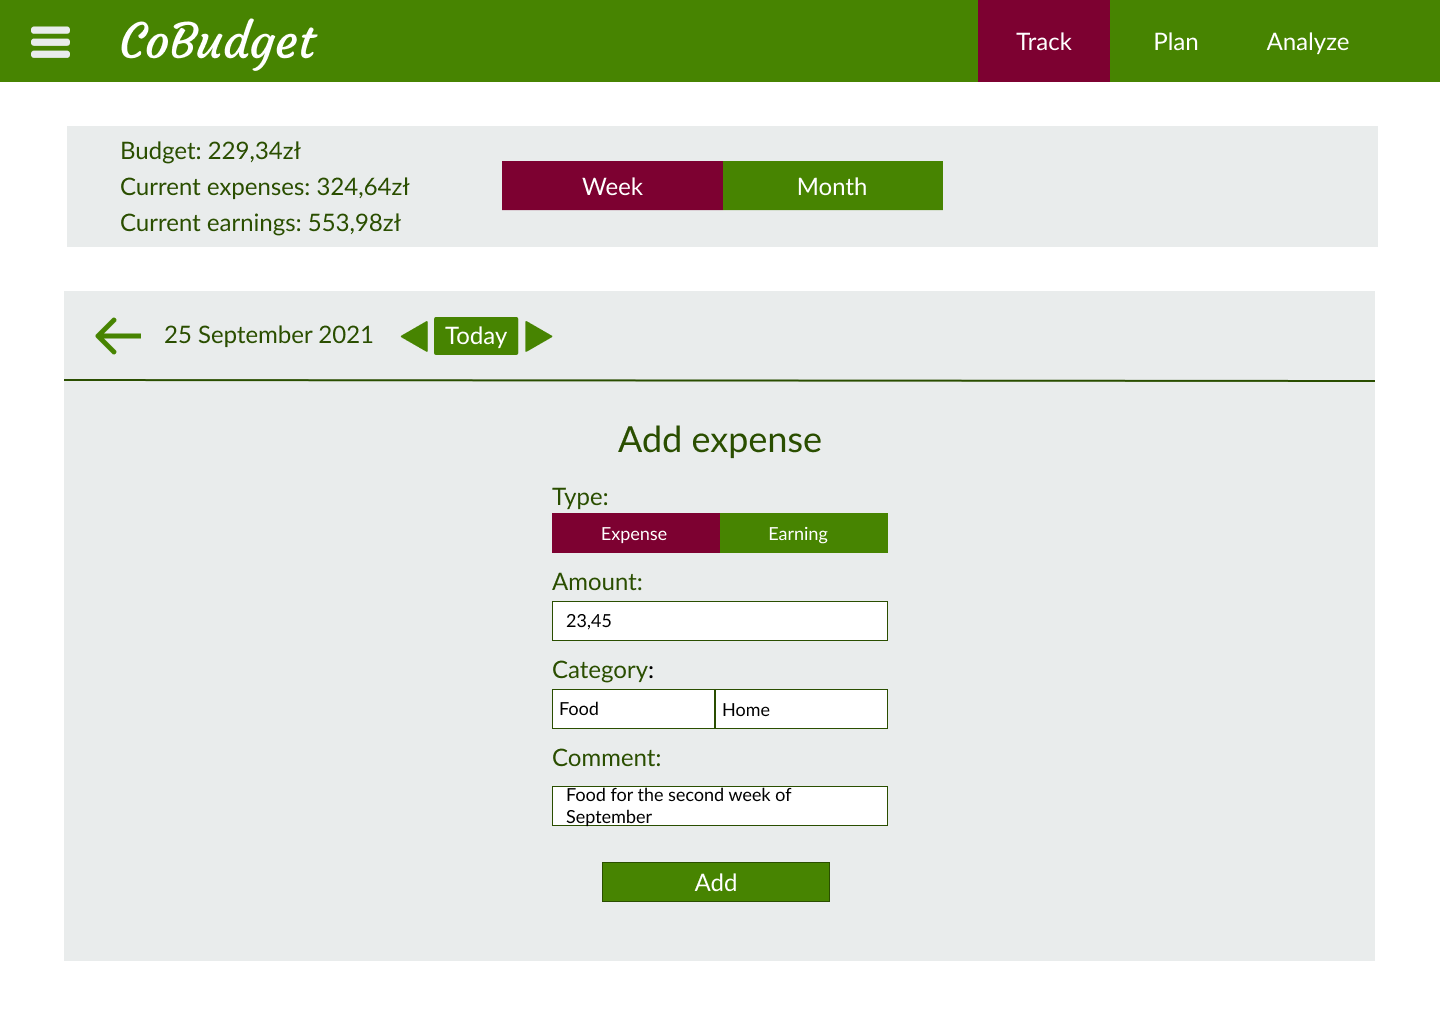 CoBudget
Track
Plan
Analyze
Budget: 229,34zł
Current expenses: 324,64zł
Current earnings: 553,98zł
Week
Month
25 September 2021
Today
Add expense
Type:
Expense
Earning
Amount:
23,45
Category:
Food
Home
Comment:
Food for the second week of
September
Add